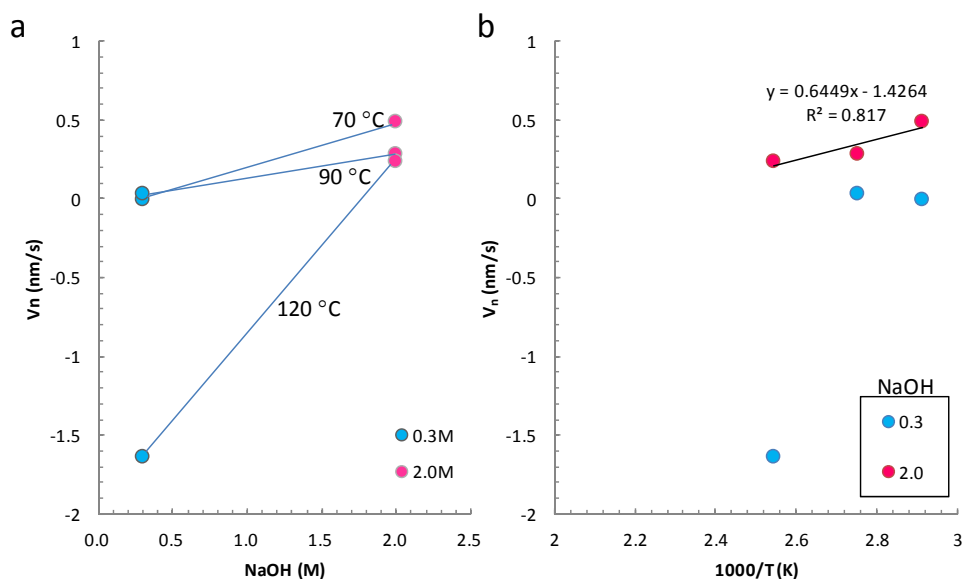 a
1
0.5
0
-0.5
-1
-1.5
-2
Vn (nm/s)
70 °C
90 °C
120 °C
0.3M
2.0M
0.0
0.5
1.0
1.5
2.0
2.5
NaOH (M)
b
1
0.5
0
-0.5
-1
-1.5
-2
Vn (nm/s)
y = 0.6449x - 1.4264
R² = 0.817
NaOH
0.3
2.0
2
2.2
2.4
2.6
2.8
3
1000/T(K)